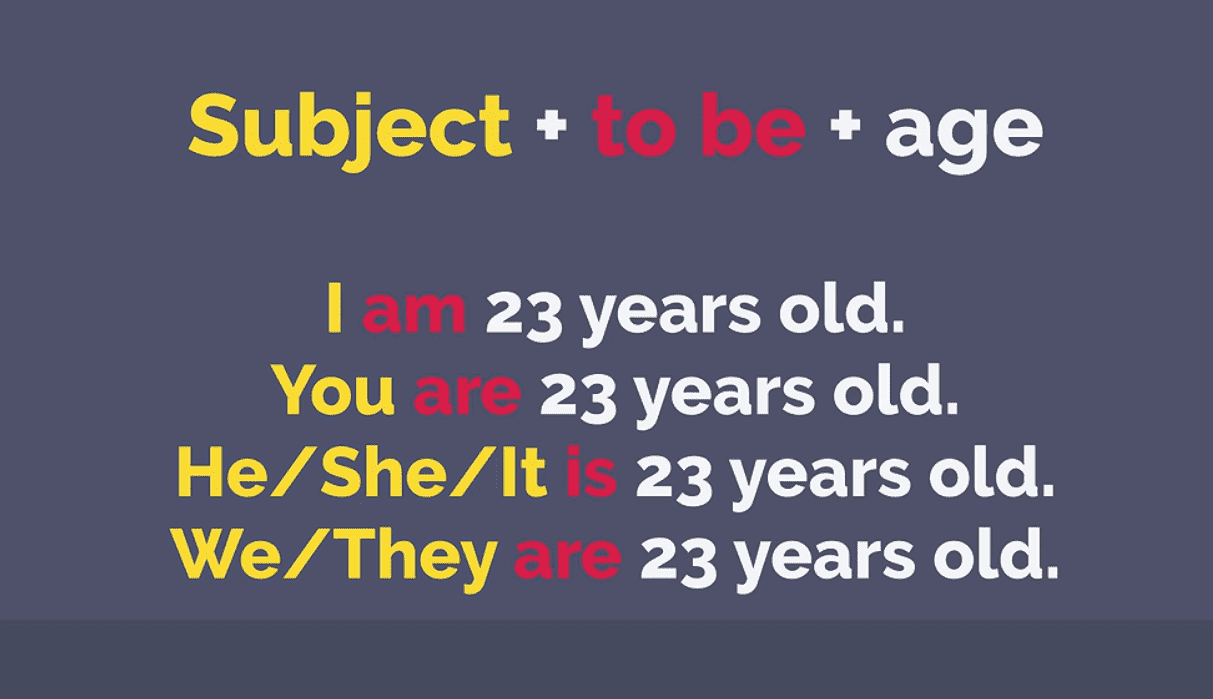 Subject + to be + age
I am 23 years old.
You are 23 years old.
He/She/It is 23 years old.
We/They are 23 years old.